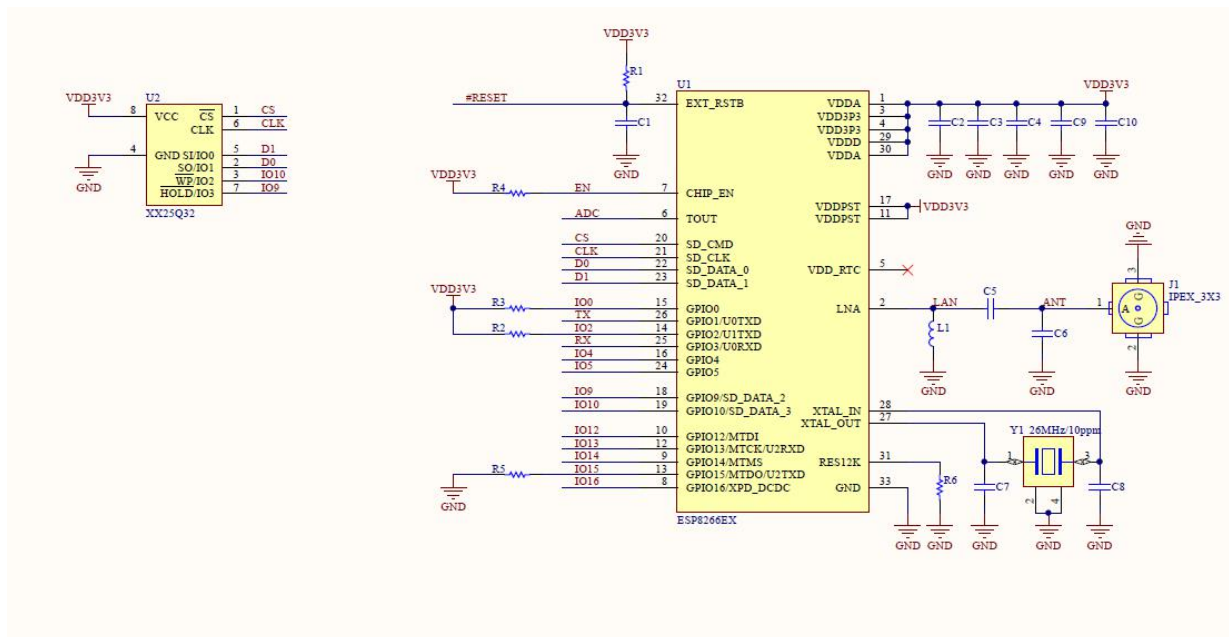 VDD3V3
R1
#RESET
C1
GND
VDD3V3
U2
8 VCC CS 1 CS
CLK 6 CLK
4 GND SI/IO0 5 D1
SO/IO1 2 D0
WP/IO2 3 IO10
HOLD/IO3 7 IO9
GND
XX25Q32
U1
32 EXT_RSTB VDDA 1
VDD3P3 3
VDD3P3 4
VDDD 29
VDDA 30
VDD3V3
C2 C3 C4 C9 C10
GND GND GND GND GND
VDD3V3
R4 EN 7 CHIP_EN
VDDPST 17 VDD3V3
ADC 6 TOUT VDDPST 11
CS 20 SD_CMD
CLK 21 SD_CLK
D0 22 SD_DATA_0 VDD_RTC 5
D1 23 SD_DATA_1
VDD3V3
R3 IO0 15 GPIO0 LNA 2 LAN C5 ANT 1
TX 26 GPIO1/U0TXD
R2 IO2 14 GPIO2/U1TXD
RX 25 GPIO3/U0RXD
IO4 16 GPIO4
IO5 24 GPIO5
L1
GND
C6
GND
GND
3
J1
IPEX_3X3
G
A
G
2
GND
IO9 18 GPIO9/SD_DATA_2
IO10 19 GPIO10/SD_DATA_3 XTAL_IN 28
XTAL_OUT 27
IO12 10 GPIO12/MTDI
IO13 12 GPIO13/MTCK/U2RXD
IO14 9 GPIO14/MTMS
R5 IO15 13 GPIO15/MTDO/U2TXD RES12K 31
IO16 8 GPIO16/XPD_DCDC GND 33
GND
ESP8266EX
Y1 26MHz/10ppm
1 3
R6 C7 2 4 C8
GND GND GND GND GND